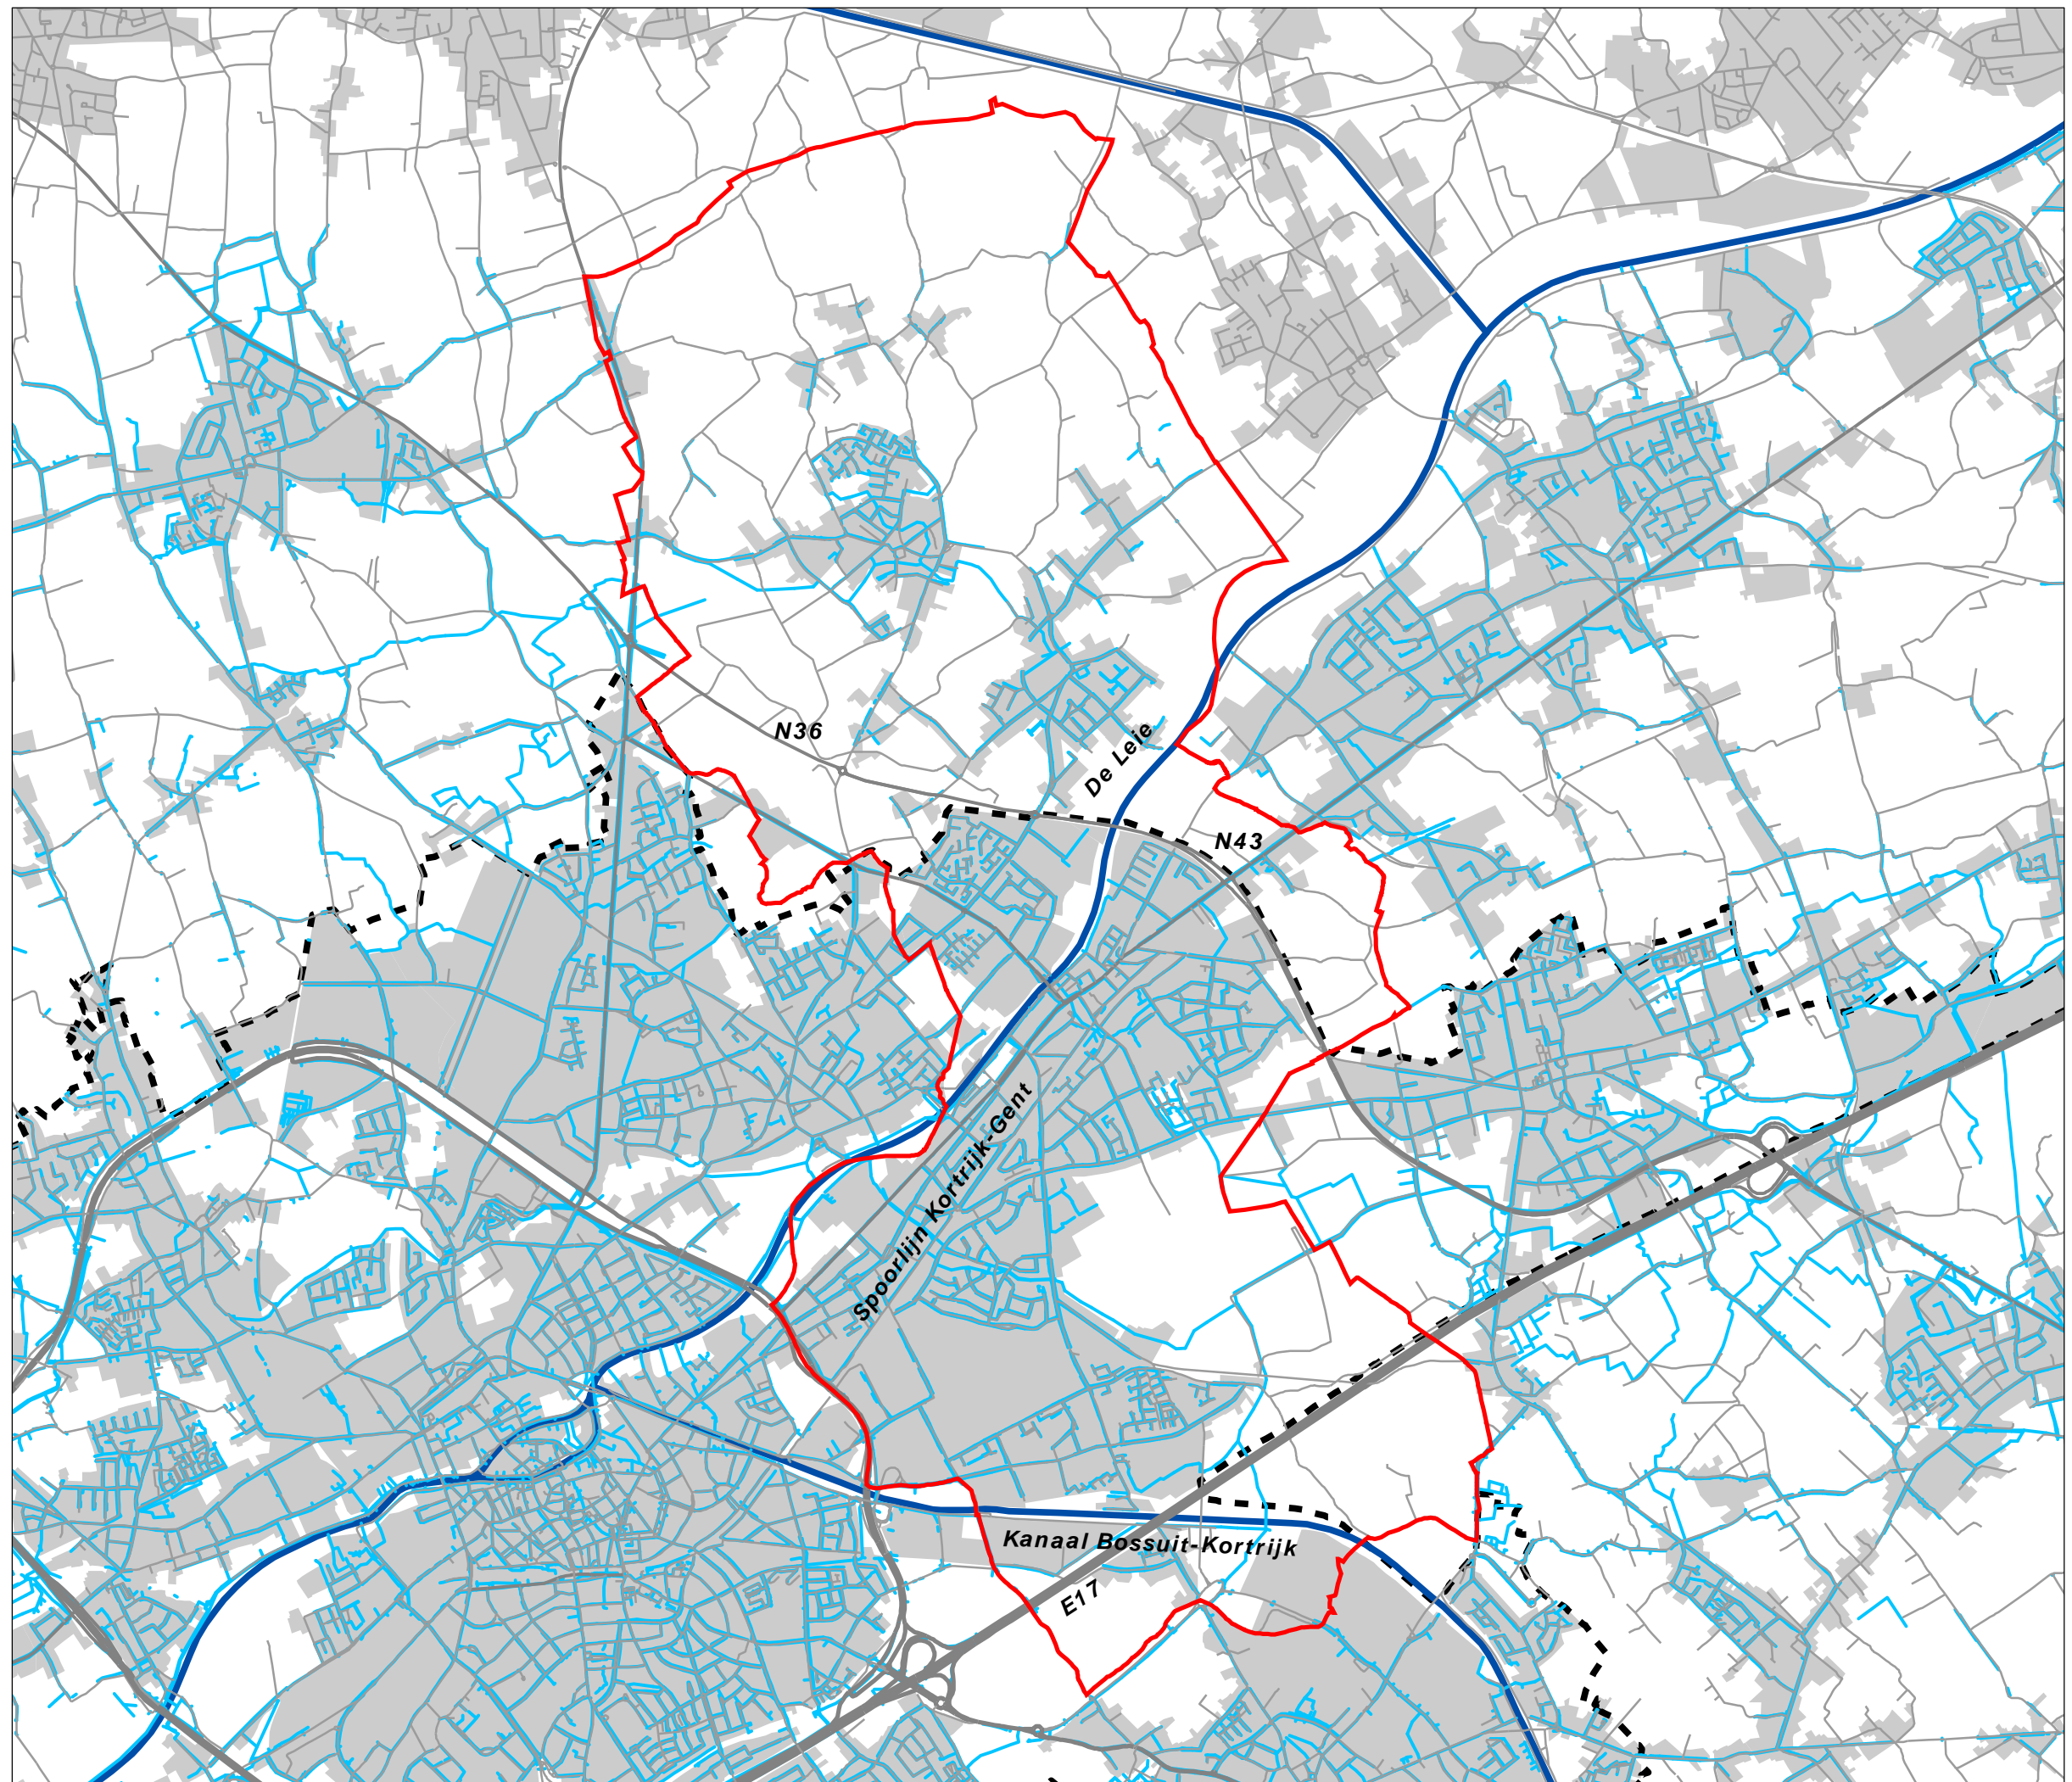 N36
De Leie
N43
Spoorlijn Kortrijk-Gent
Kanaal Bossuit-Kortrijk
E17